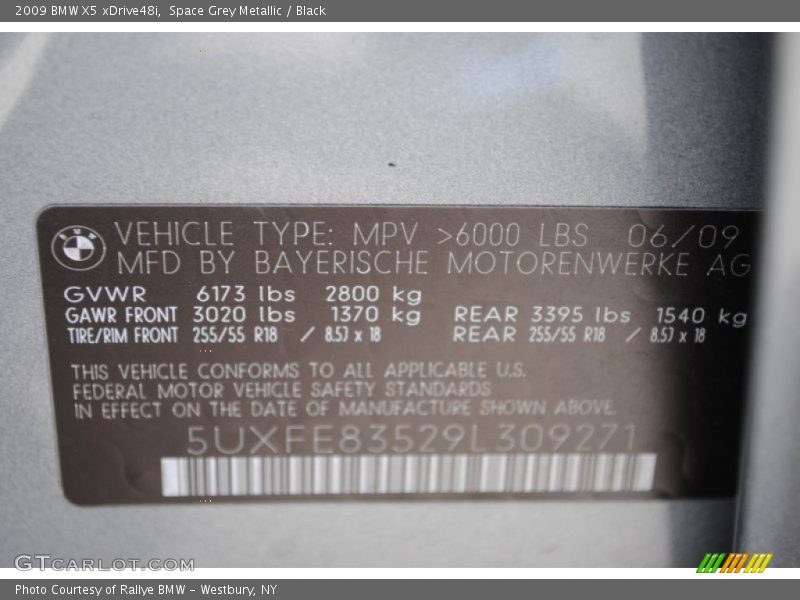 2009 BMW X5 xDrive48i, Space Grey Metallic / Black
VEHICLE TYPE: MPV >6000 LBS 06/09
MFD BY BAYERISCHE MOTORENWERKE AG
GVWR 6173 lbs 2800 kg
GAWR FRONT 3020 lbs 1370 kg REAR 3395 lbs 1540 kg
TIRE/RIM FRONT 255/55 R18 / 8.5J x 18 REAR 255/55 R18 / 8.5J x 18
THIS VEHICLE CONFORMS TO ALL APPLICABLE U.S.
FEDERAL MOTOR VEHICLE SAFETY STANDARDS
IN EFFECT ON THE DATE OF MANUFACTURE SHOWN ABOVE.
5UXFE83529L309271
GTCARLOT.COM
Photo Courtesy of Rallye BMW - Westbury, NY